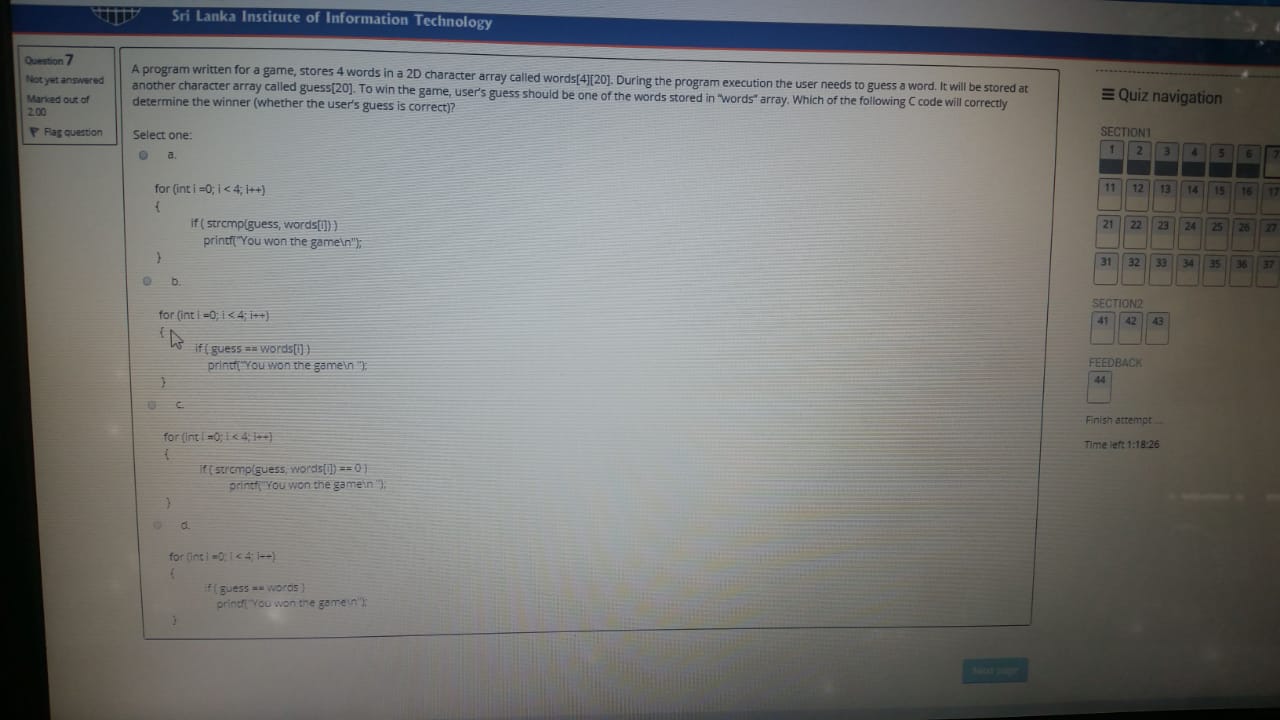 Sri Lanka Institute of Information Technology
Question 7
Not yet answered
Marked out of
2.00
Flag question
A program written for a game, stores 4 words in a 2D character array called words[4][20]. During the program execution the user needs to guess a word. It will be stored at
another character array called guess[20]. To win the game, user's guess should be one of the words stored in "words" array. Which of the following C code will correctly
determine the winner (whether the user's guess is correct)?
Select one:
a.
for (int i =0; i < 4; i++)
{
if ( strcmp(guess, words[i]) )
printf("You won the game\n");
}
b.
for (int i =0; i < 4; i++)
{
if ( guess == words[i] )
printf("You won the game\n ");
}
c.
for (int i =0; i < 4; i++)
{
if ( strcmp(guess, words[i]) == 0 )
printf("You won the game\n ");
}
d.
for (int i =0; i < 4; i++)
{
if ( guess == words )
printf("You won the game\n");
}
Next page
Quiz navigation
SECTION1
1 2 3 4 5 6 7
11 12 13 14 15 16 17
21 22 23 24 25 26 27
31 32 33 34 35 36 37
SECTION2
41 42 43
FEEDBACK
44
Finish attempt ...
Time left 1:18:26